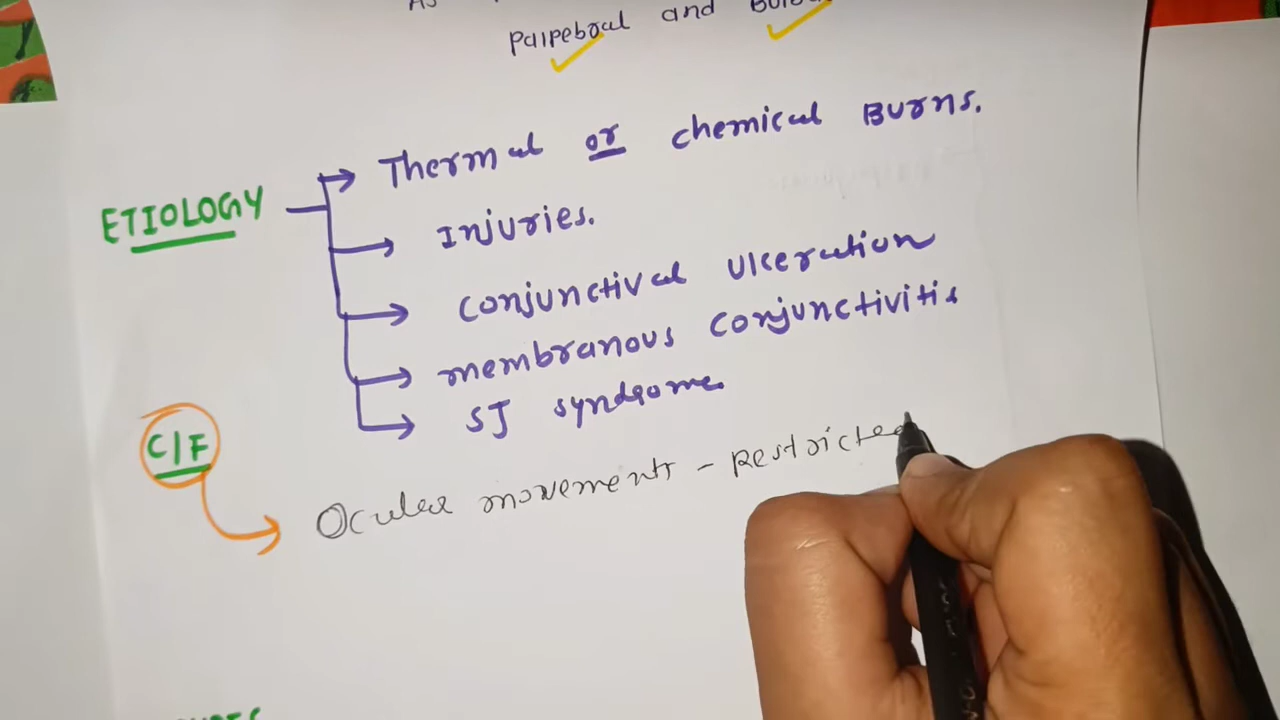 Palpebral and
ETIOLOGY
Thermal or chemical Burns.
Injuries.
conjunctival Ulceration
membranous conjunctivitis
SJ syndrome
C/F
Ocular movements - restricted